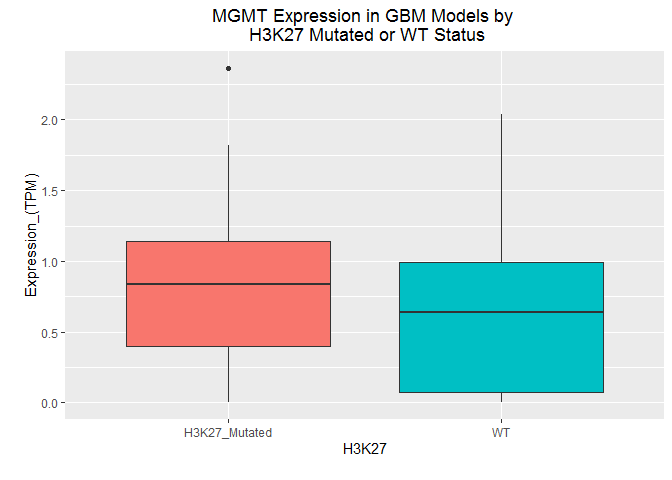 MGMT Expression in GBM Models by
H3K27 Mutated or WT Status
Expression_(TPM)
2.0
1.5
1.0
0.5
0.0
H3K27_Mutated
WT
H3K27